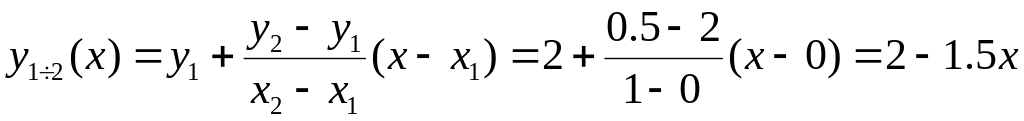 y₁÷₂(x) = y₁ + (y₂ - y₁)/(x₂ - x₁) (x - x₁) = 2 + (0.5 - 2)/(1 - 0) (x - 0) = 2 - 1.5x